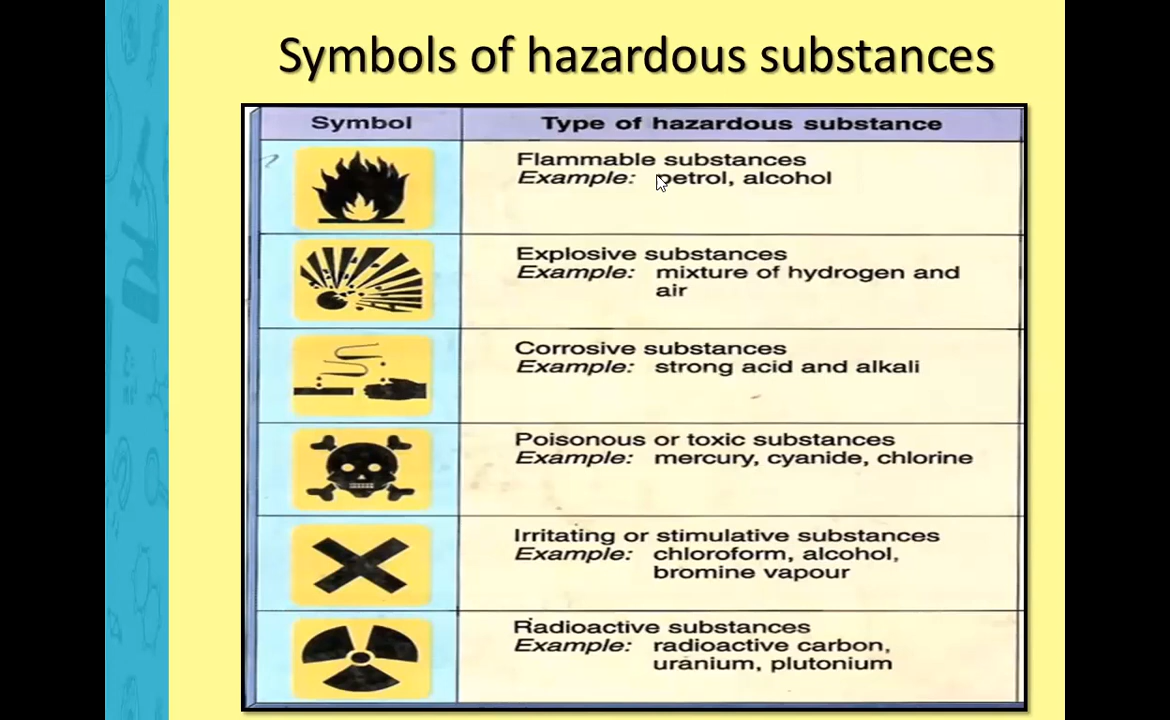 Symbols of hazardous substances
Symbol
Type of hazardous substance
Flammable substances
Example: petrol, alcohol
Explosive substances
Example: mixture of hydrogen and
air
Corrosive substances
Example: strong acid and alkali
Poisonous or toxic substances
Example: mercury, cyanide, chlorine
Irritating or stimulative substances
Example: chloroform, alcohol,
bromine vapour
Radioactive substances
Example: radioactive carbon,
uranium, plutonium